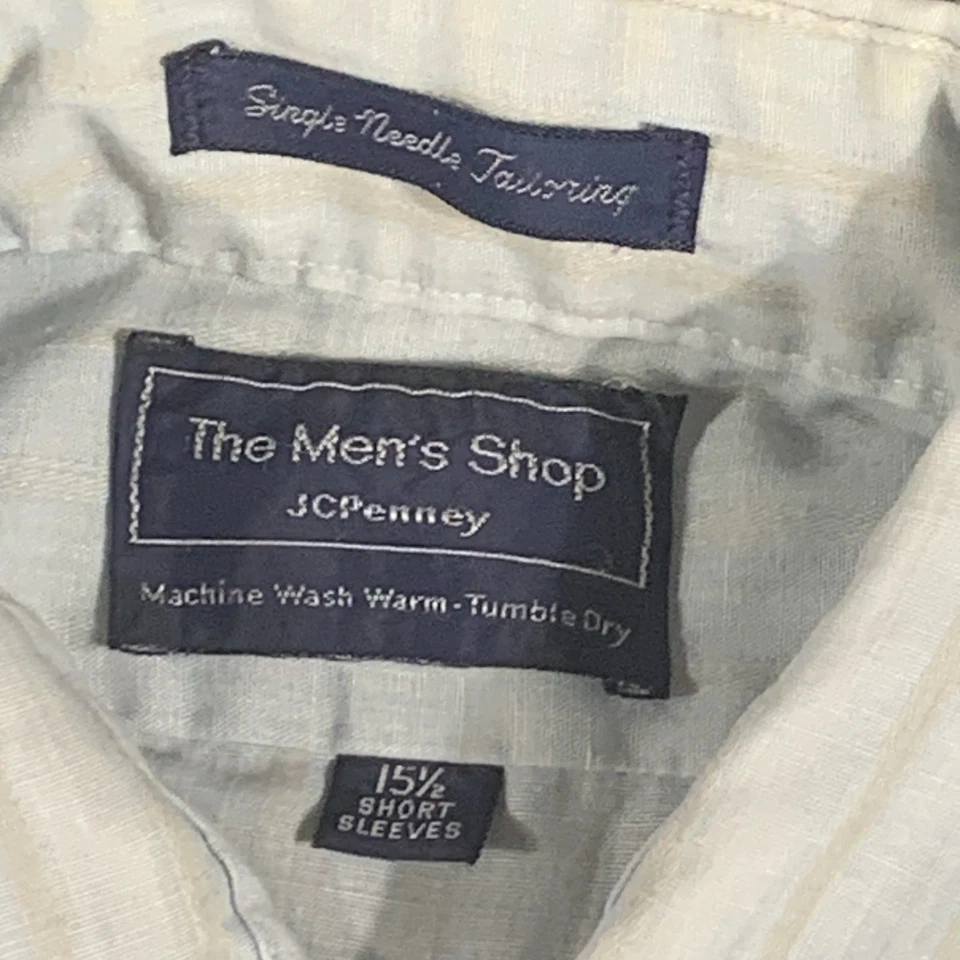 Single Needle Tailoring
The Men's Shop
JCPenney
Machine Wash Warm-Tumble Dry
15½
SHORT
SLEEVES